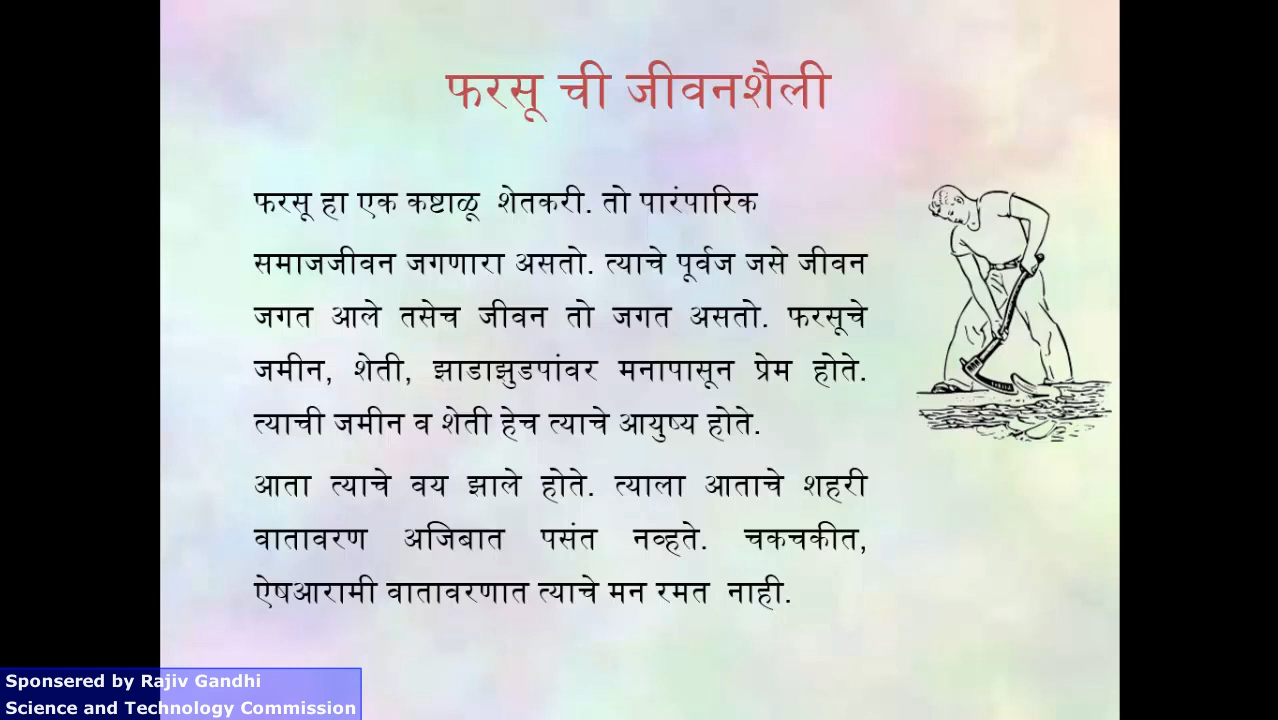 फरसू ची जीवनशैली
फरसू हा एक कष्टाळू शेतकरी. तो पारंपारिक
समाजजीवन जगणारा असतो. त्याचे पूर्वज जसे जीवन
जगत आले तसेच जीवन तो जगत असतो. फरसूचे
जमीन, शेती, झाडाझुडपांवर मनापासून प्रेम होते.
त्याची जमीन व शेती हेच त्याचे आयुष्य होते.
आता त्याचे वय झाले होते. त्याला आताचे शहरी
वातावरण अजिबात पसंत नव्हते. चकचकीत,
ऐषआरामी वातावरणात त्याचे मन रमत नाही.
Sponsered by Rajiv Gandhi
Science and Technology Commission